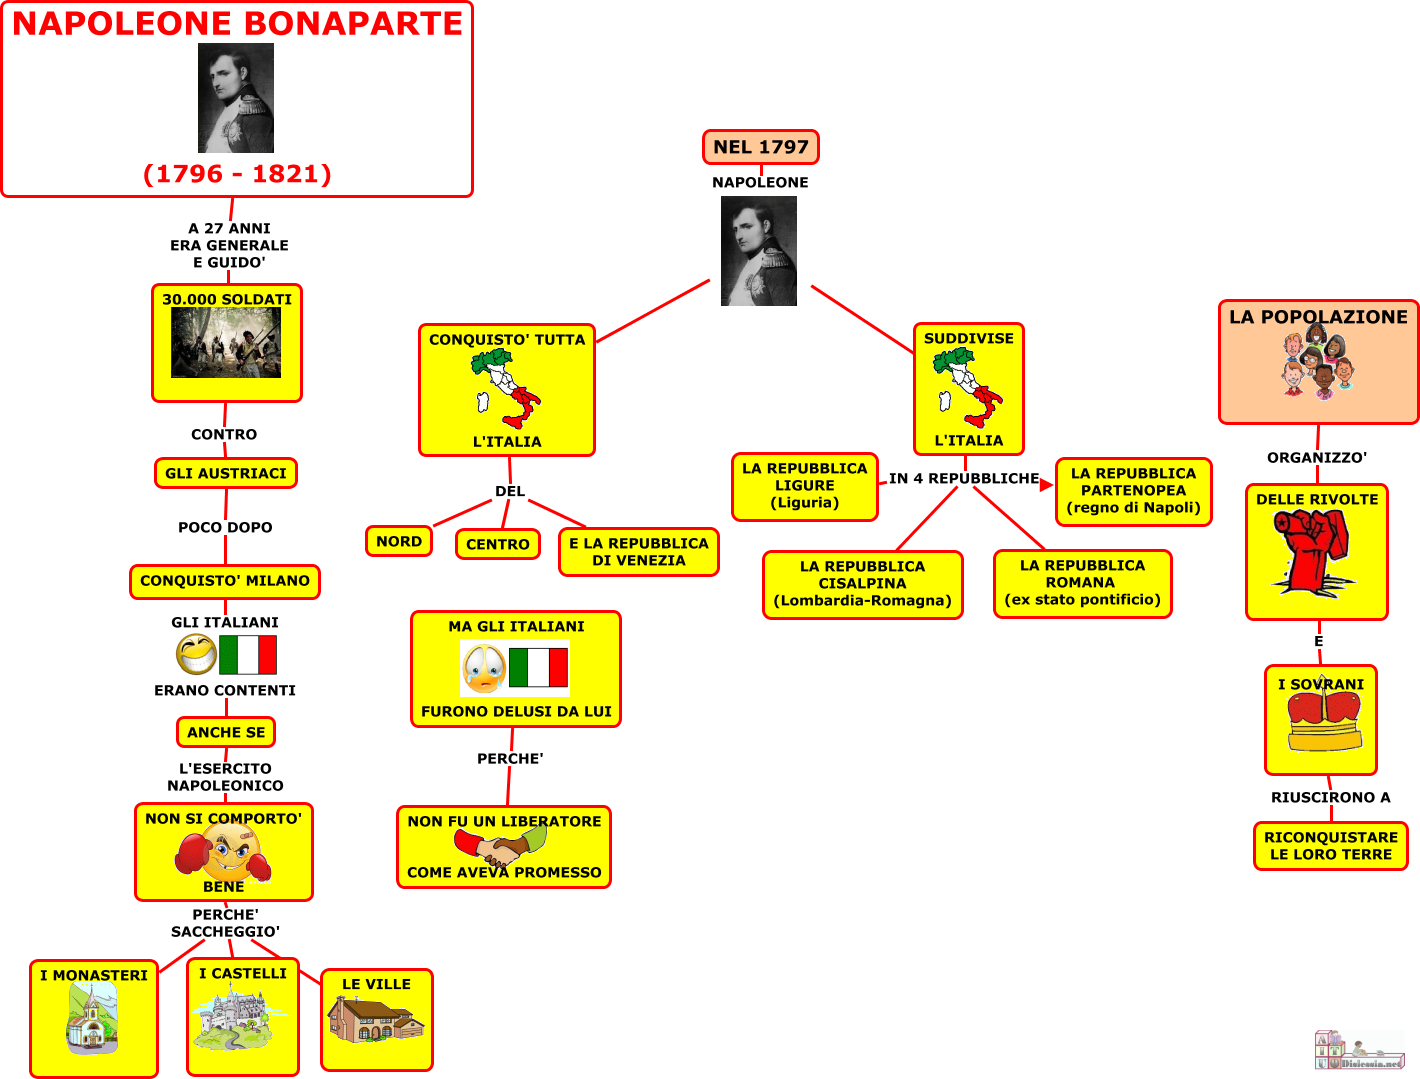 NAPOLEONE BONAPARTE
(1796 - 1821)
A 27 ANNI
ERA GENERALE
E GUIDO'
30.000 SOLDATI
CONTRO
GLI AUSTRIACI
POCO DOPO
CONQUISTO' MILANO
GLI ITALIANI
ERANO CONTENTI
ANCHE SE
L'ESERCITO
NAPOLEONICO
NON SI COMPORTO'
BENE
PERCHE'
SACCHEGGIO'
I MONASTERI
I CASTELLI
LE VILLE
NEL 1797
NAPOLEONE
CONQUISTO' TUTTA
L'ITALIA
DEL
NORD
CENTRO
E LA REPUBBLICA
DI VENEZIA
MA GLI ITALIANI
FURONO DELUSI DA LUI
PERCHE'
NON FU UN LIBERATORE
COME AVEVA PROMESSO
SUDDIVISE
L'ITALIA
IN 4 REPUBBLICHE
LA REPUBBLICA
LIGURE
(Liguria)
LA REPUBBLICA
CISALPINA
(Lombardia-Romagna)
LA REPUBBLICA
ROMANA
(ex stato pontificio)
LA REPUBBLICA
PARTENOPEA
(regno di Napoli)
LA POPOLAZIONE
ORGANIZZO'
DELLE RIVOLTE
E
I SOVRANI
RIUSCIRONO A
RICONQUISTARE
LE LORO TERRE
Dislessia.net